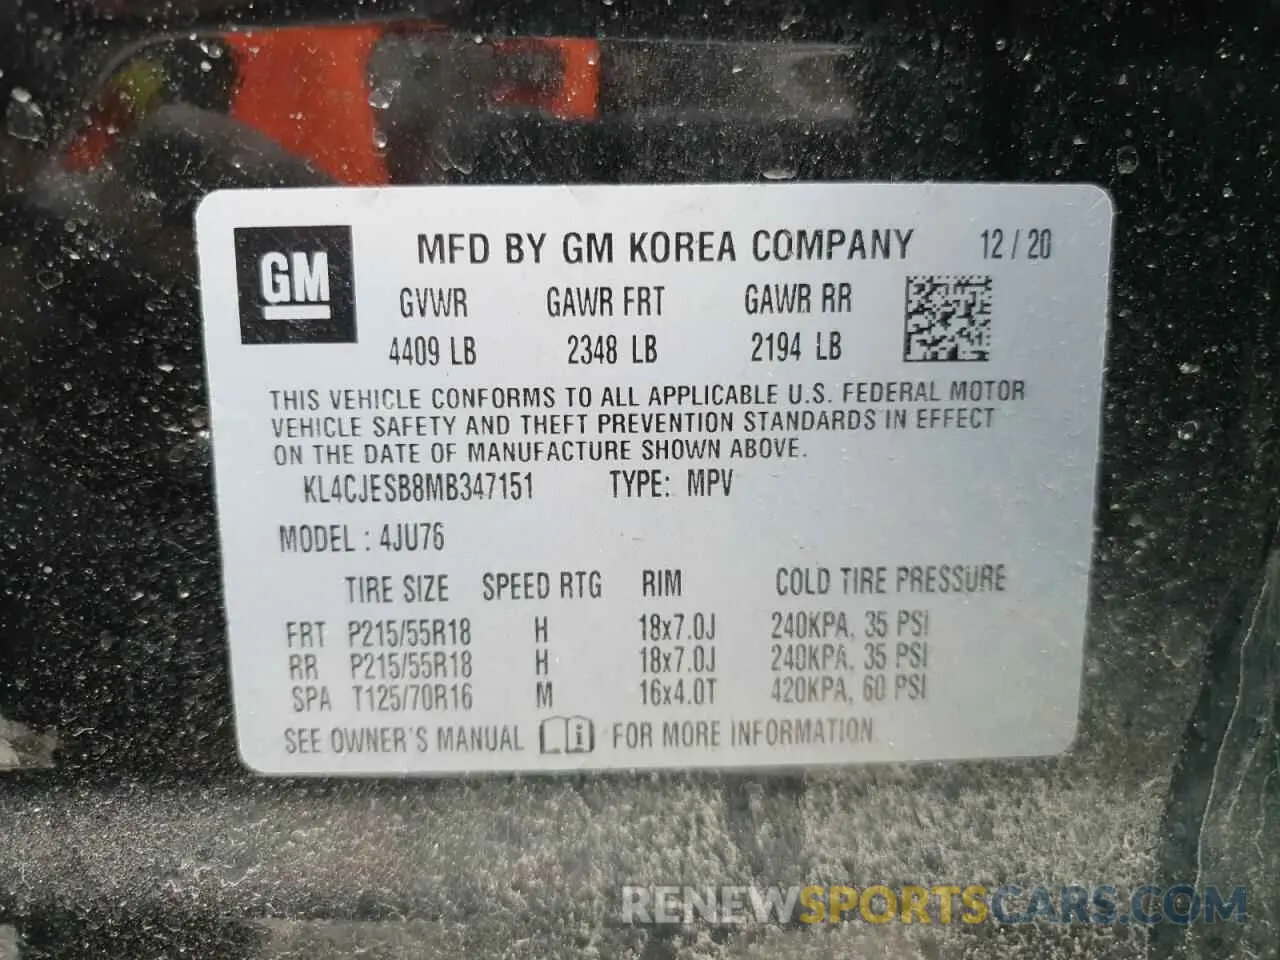 GM
MFD BY GM KOREA COMPANY 12/20
GVWR GAWR FRT GAWR RR
4409 LB 2348 LB 2194 LB
THIS VEHICLE CONFORMS TO ALL APPLICABLE U.S. FEDERAL MOTOR
VEHICLE SAFETY AND THEFT PREVENTION STANDARDS IN EFFECT
ON THE DATE OF MANUFACTURE SHOWN ABOVE.
KL4CJESB8MB347151 TYPE: MPV
MODEL : 4JU76
TIRE SIZE SPEED RTG RIM COLD TIRE PRESSURE
FRT P215/55R18 H 18x7.0J 240KPA, 35 PSI
RR P215/55R18 H 18x7.0J 240KPA, 35 PSI
SPA T125/70R16 M 16x4.0T 420KPA, 60 PSI
SEE OWNER'S MANUAL FOR MORE INFORMATION
RENEWSPORTSCARS.COM